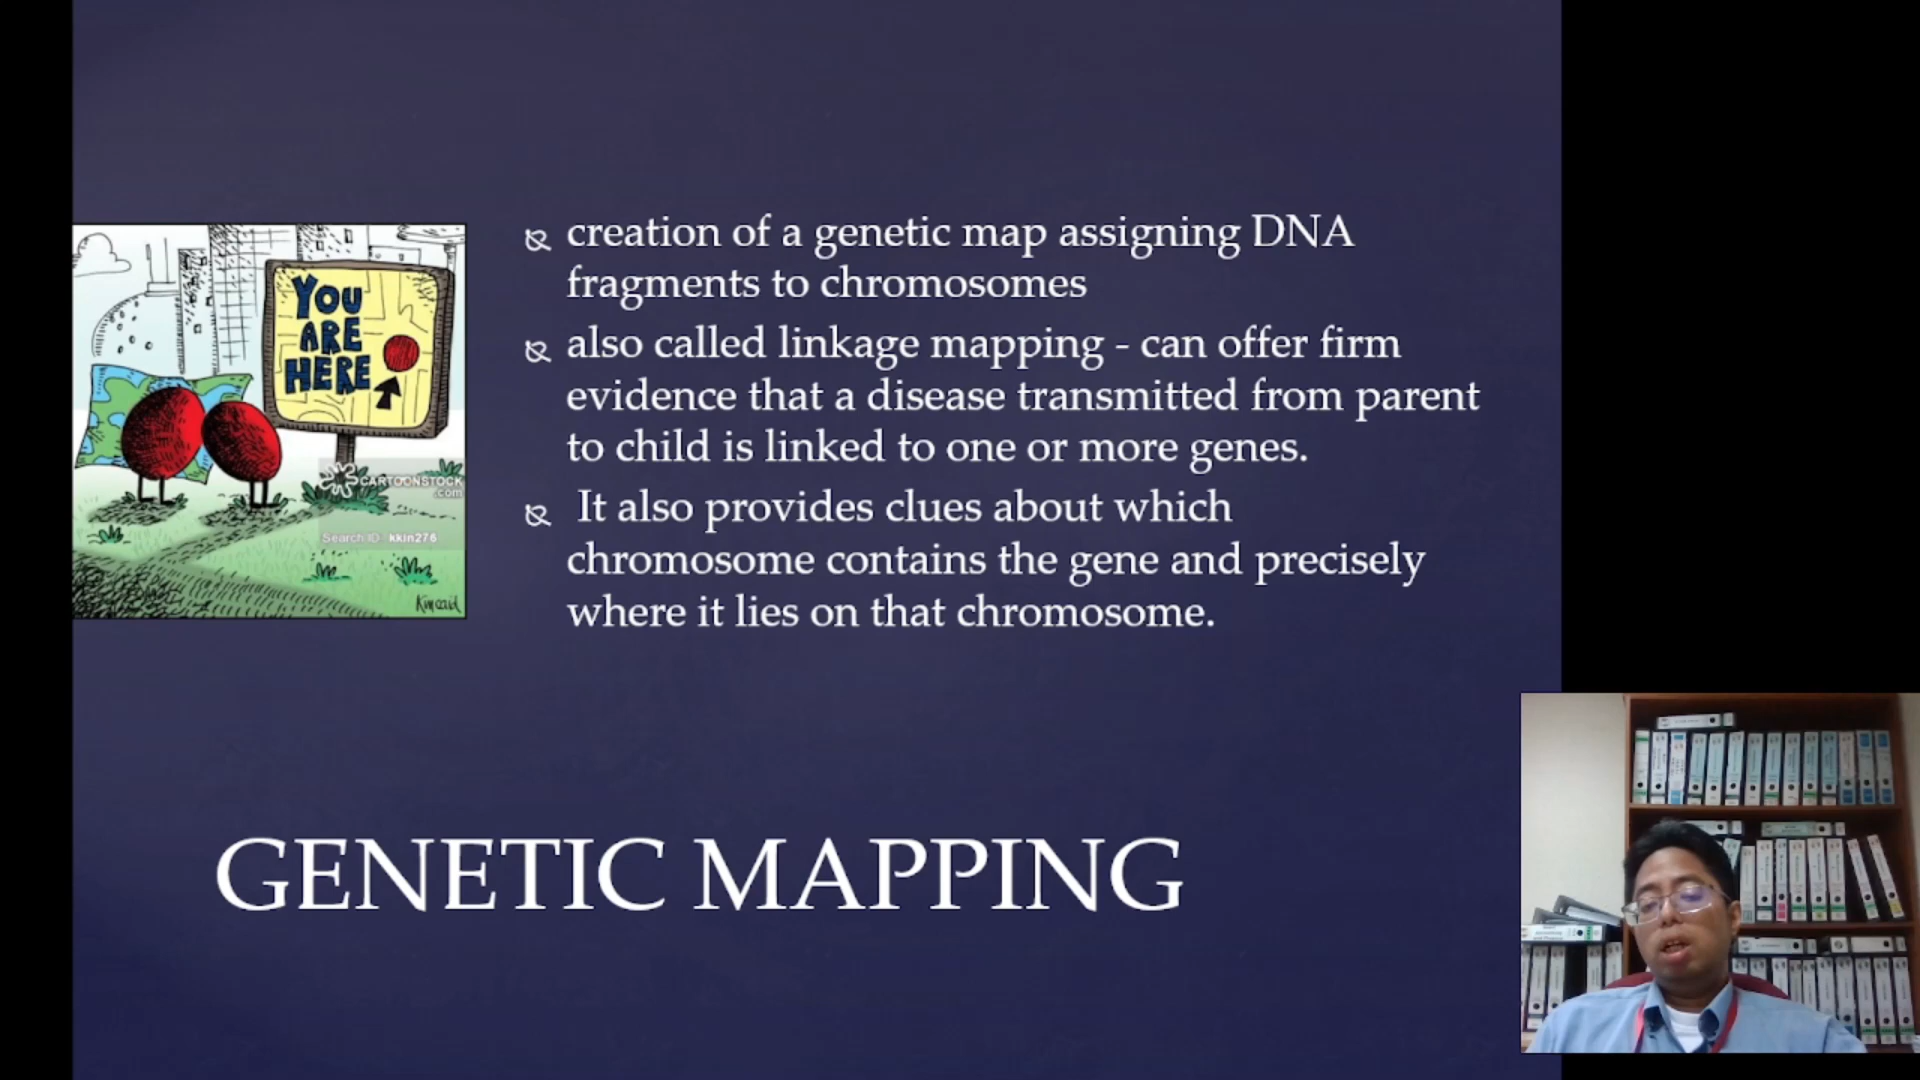 creation of a genetic map assigning DNA
fragments to chromosomes
also called linkage mapping - can offer firm
evidence that a disease transmitted from parent
to child is linked to one or more genes.
It also provides clues about which
chromosome contains the gene and precisely
where it lies on that chromosome.
YOU
ARE
HERE
CARTOONSTOCK
.com
Search ID: kkin276
Kincaid
GENETIC MAPPING